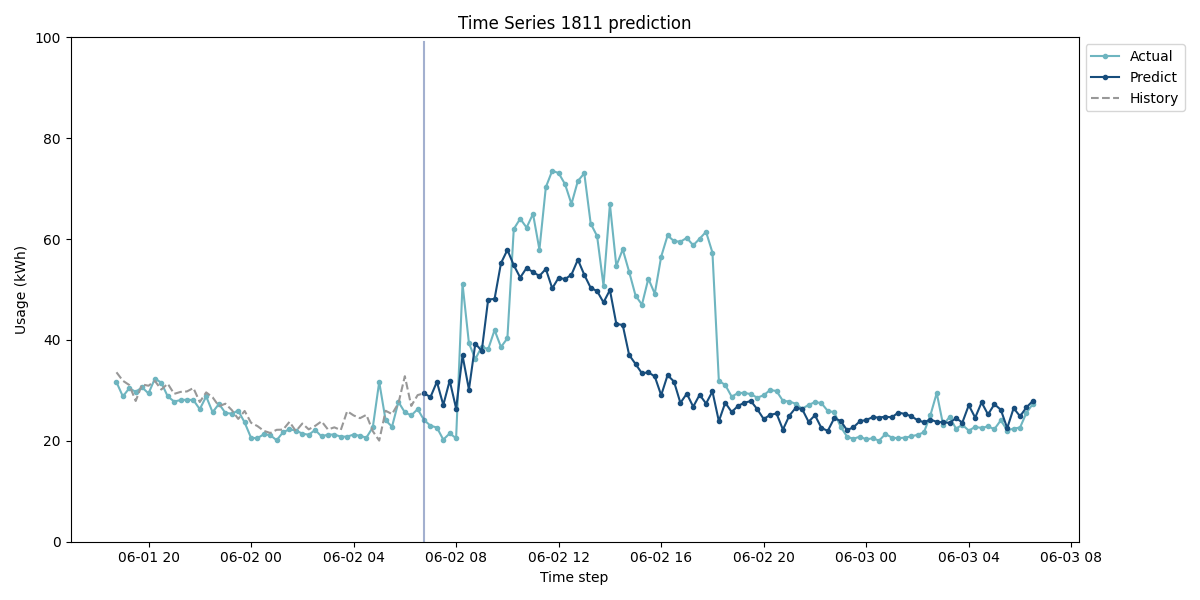 Time Series 1811 prediction
100
80
60
40
20
0
Usage (kWh)
06-01 20
06-02 00
06-02 04
06-02 08
06-02 12
06-02 16
06-02 20
06-03 00
06-03 04
06-03 08
Time step
Actual
Predict
History